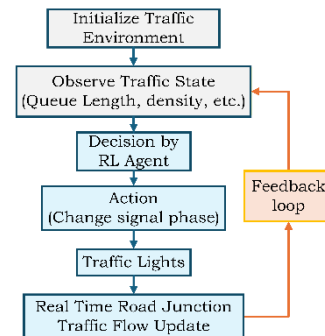 Initialize Traffic
Environment
Observe Traffic State
(Queue Length, density, etc.)
Decision by
RL Agent
Action
(Change signal phase)
Traffic Lights
Real Time Road Junction
Traffic Flow Update
Feedback
loop